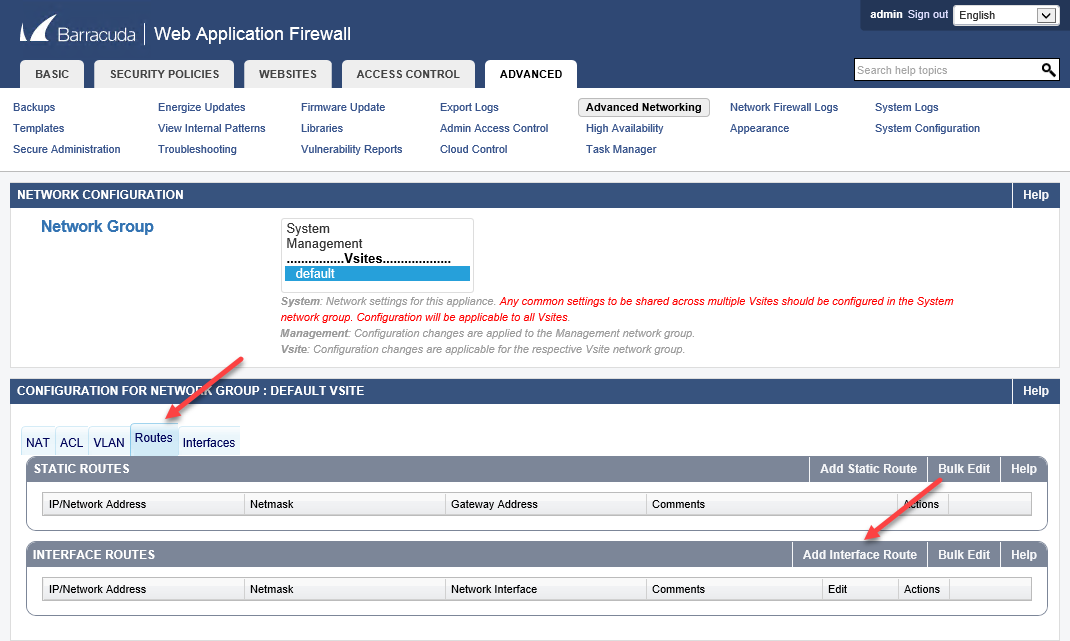 admin Sign out English
Barracuda Web Application Firewall
BASIC SECURITY POLICIES WEBSITES ACCESS CONTROL ADVANCED
Search help topics
Backups Energize Updates Firmware Update Export Logs Advanced Networking Network Firewall Logs System Logs
Templates View Internal Patterns Libraries Admin Access Control High Availability Appearance System Configuration
Secure Administration Troubleshooting Vulnerability Reports Cloud Control Task Manager
NETWORK CONFIGURATION Help
Network Group
System
Management
................Vsites...................
default
System: Network settings for this appliance. Any common settings to be shared across multiple Vsites should be configured in the System
network group. Configuration will be applicable to all Vsites.
Management: Configuration changes are applied to the Management network group.
Vsite: Configuration changes are applicable for the respective Vsite network group.
CONFIGURATION FOR NETWORK GROUP : DEFAULT VSITE Help
NAT ACL VLAN Routes Interfaces
STATIC ROUTES Add Static Route Bulk Edit Help
IP/Network Address Netmask Gateway Address Comments Actions
INTERFACE ROUTES Add Interface Route Bulk Edit Help
IP/Network Address Netmask Network Interface Comments Edit Actions